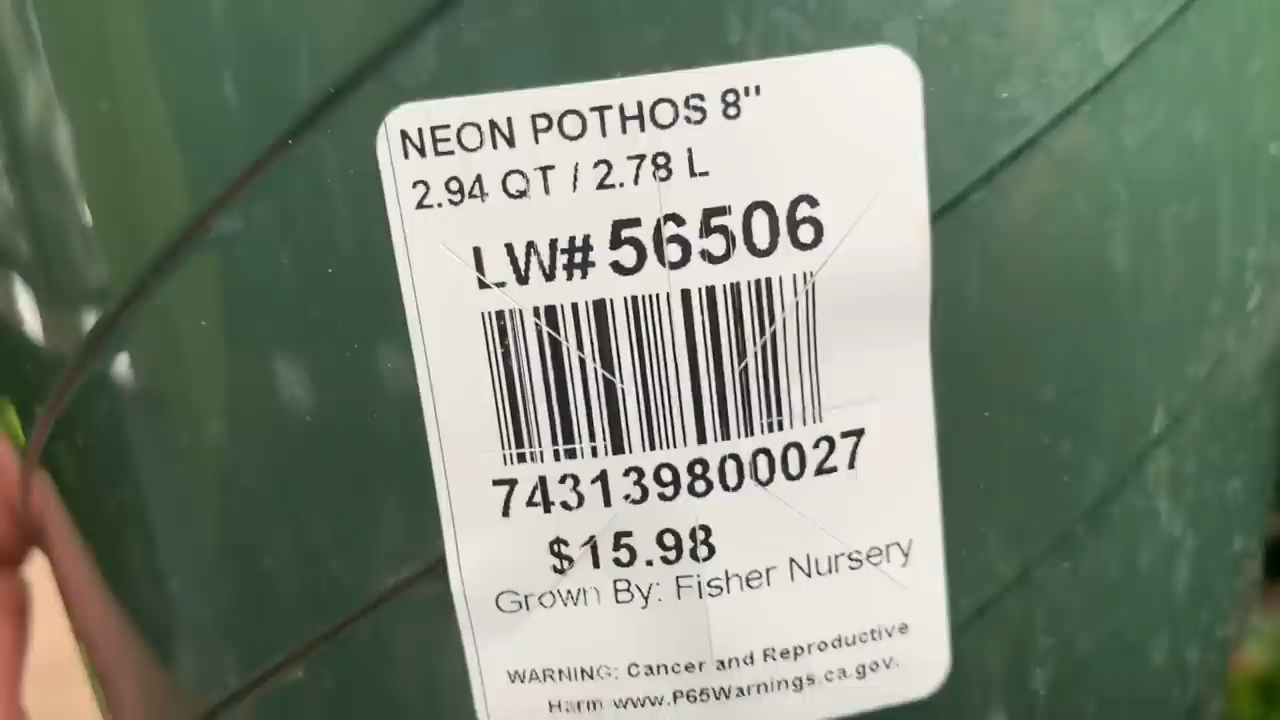 NEON POTHOS 8"
2.94 QT / 2.78 L
LW# 56506
743139800027
$15.98
Grown By: Fisher Nursery
WARNING: Cancer and Reproductive
Harm www.P65Warnings.ca.gov.